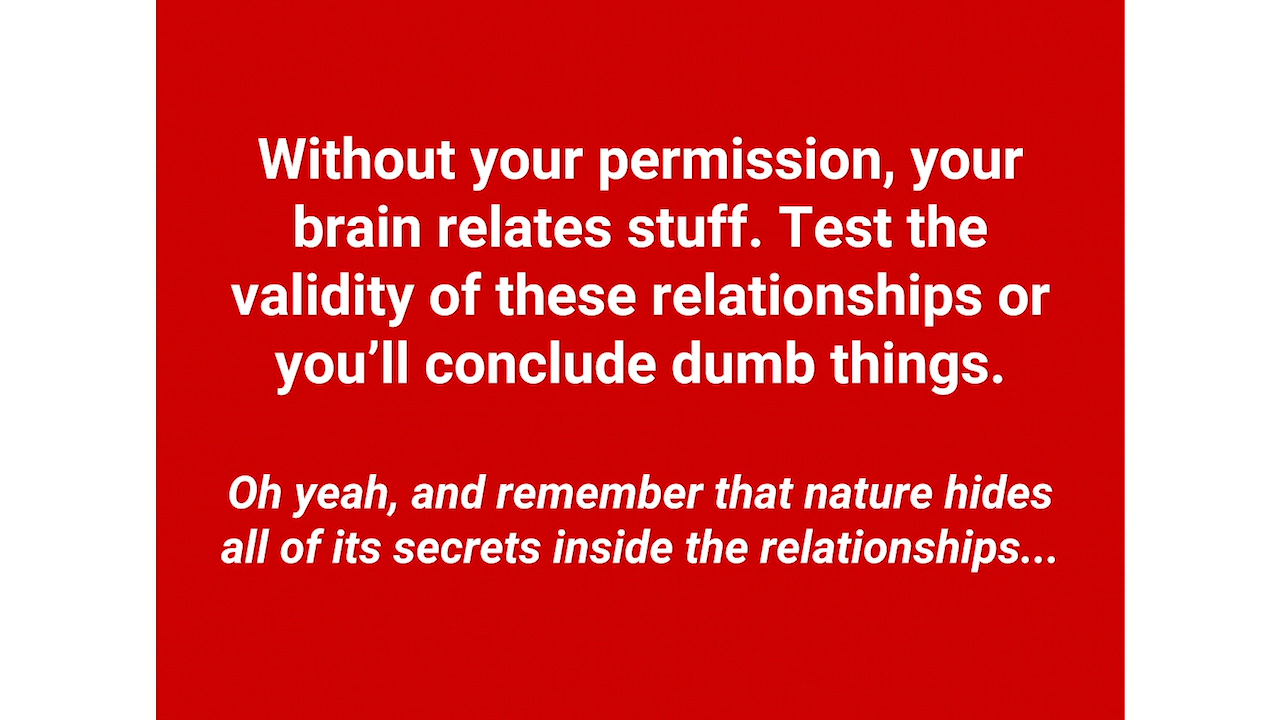 Without your permission, your
brain relates stuff. Test the
validity of these relationships or
you’ll conclude dumb things.
Oh yeah, and remember that nature hides
all of its secrets inside the relationships...